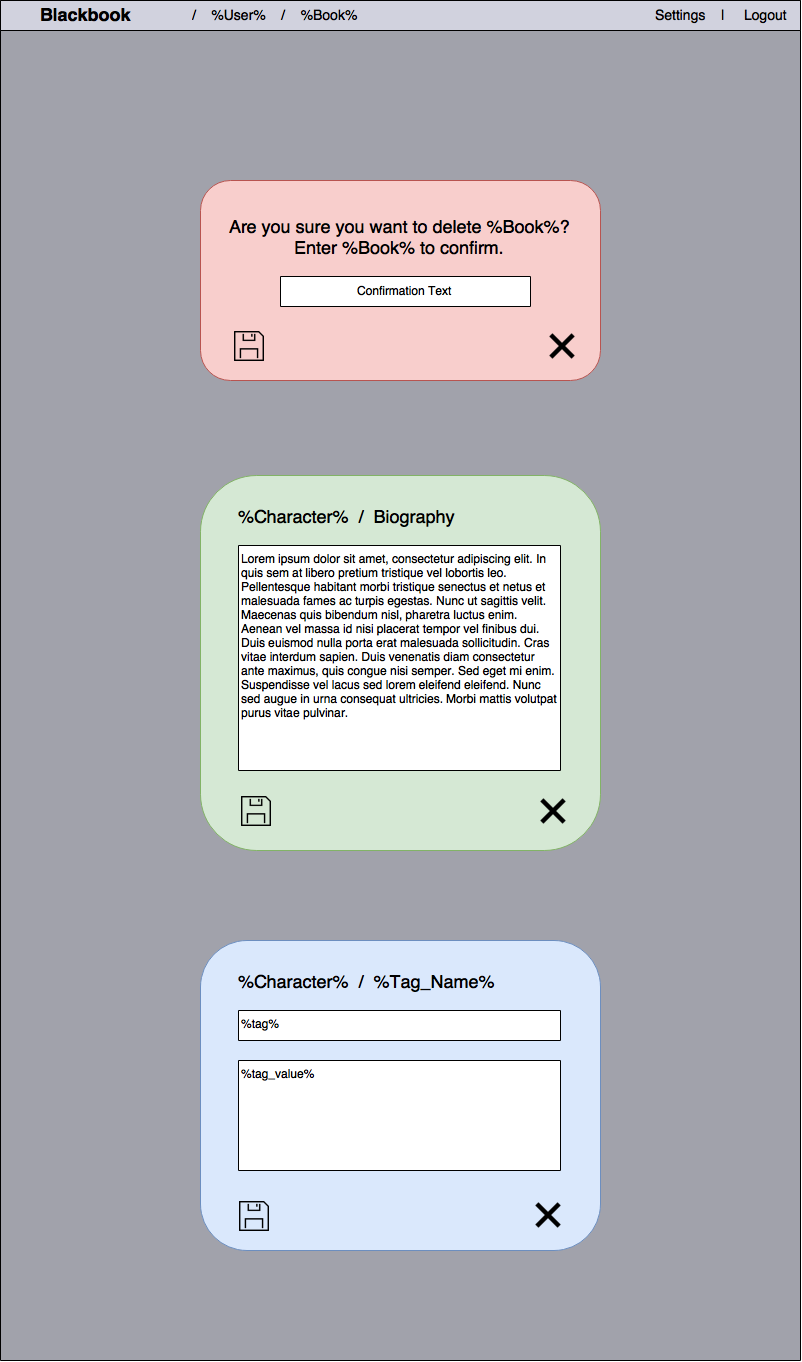 Blackbook / %User% / %Book% Settings | Logout
Are you sure you want to delete %Book%?
Enter %Book% to confirm.
Confirmation Text
%Character% / Biography
Lorem ipsum dolor sit amet, consectetur adipiscing elit. In
quis sem at libero pretium tristique vel lobortis leo.
Pellentesque habitant morbi tristique senectus et netus et
malesuada fames ac turpis egestas. Nunc ut sagittis velit.
Maecenas quis bibendum nisl, pharetra luctus enim.
Aenean vel massa id nisi placerat tempor vel finibus dui.
Duis euismod nulla porta erat malesuada sollicitudin. Cras
vitae interdum sapien. Duis venenatis diam consectetur
ante maximus, quis congue nisi semper. Sed eget mi enim.
Suspendisse vel lacus sed lorem eleifend eleifend. Nunc
sed augue in urna consequat ultricies. Morbi mattis volutpat
purus vitae pulvinar.
%Character% / %Tag_Name%
%tag%
%tag_value%